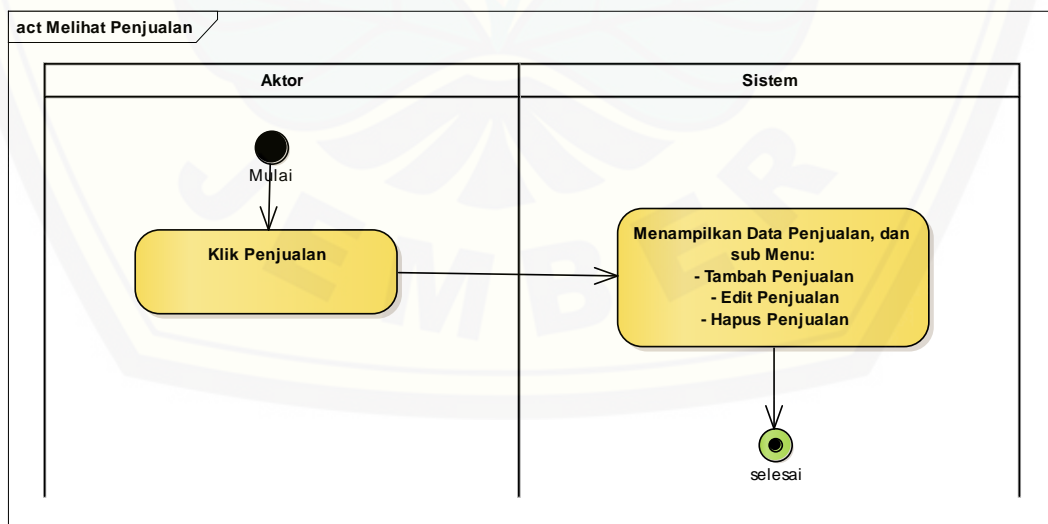 act Melihat Penjualan
Aktor
Sistem
Mulai
Klik Penjualan
Menampilkan Data Penjualan, dan
sub Menu:
- Tambah Penjualan
- Edit Penjualan
- Hapus Penjualan
selesai
JEMBER